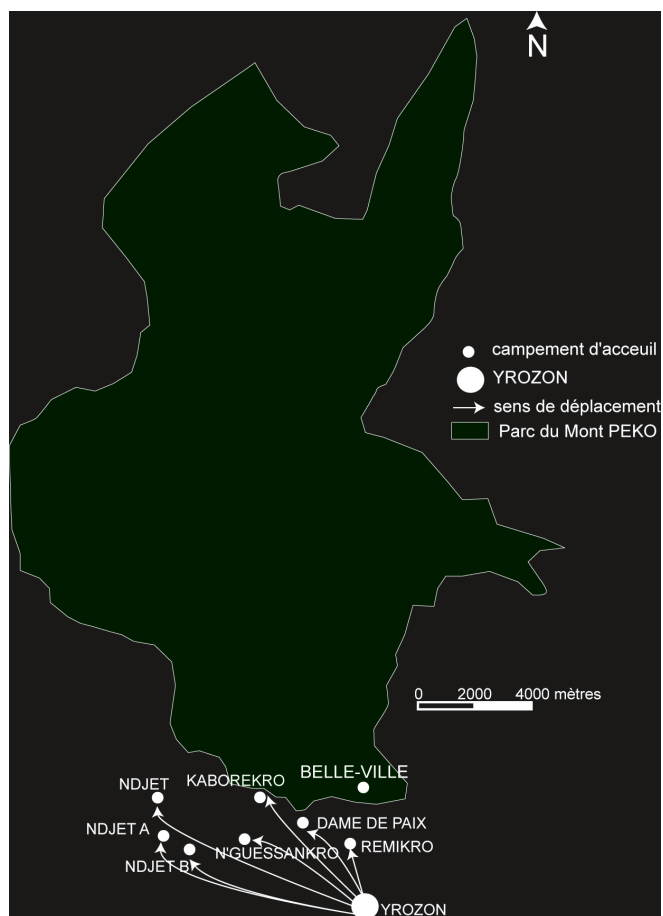 N
campement d'acceuil
YROZON
sens de déplacement
Parc du Mont PEKO
0 2000 4000 mètres
BELLE-VILLE
KABOREKRO
NDJET
DAME DE PAIX
NDJET A
N'GUESSANKRO
REMIKRO
NDJET B
YROZON